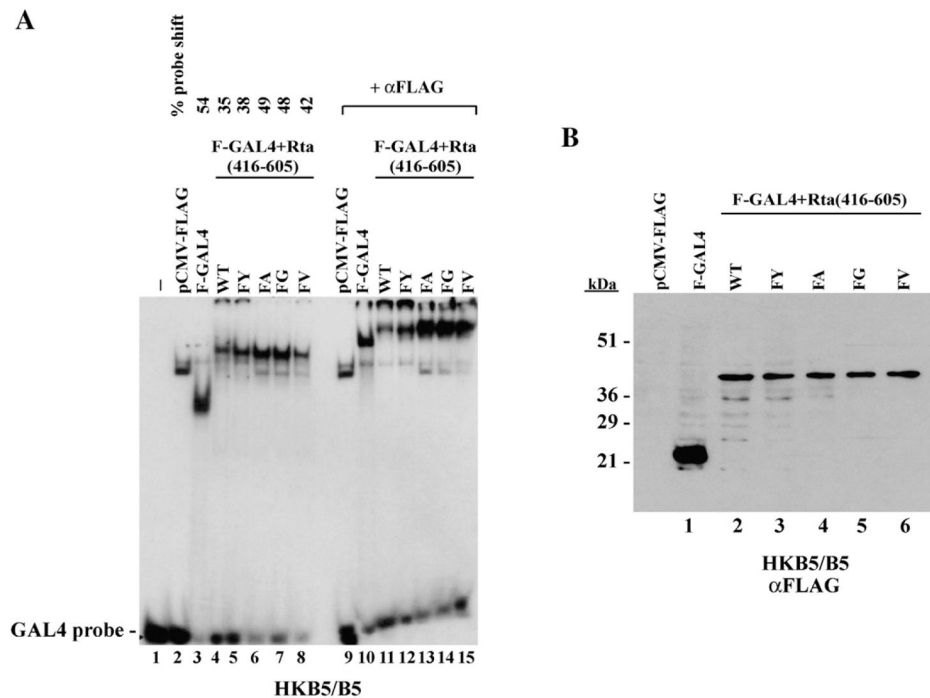 A
% probe shift
54
35
38
49
48
42
+ αFLAG
F-GAL4+Rta
(416-605)
F-GAL4+Rta
(416-605)
–
pCMV-FLAG
F-GAL4
WT
FY
FA
FG
FV
pCMV-FLAG
F-GAL4
WT
FY
FA
FG
FV
GAL4 probe -
1 2 3 4 5 6 7 8 9 10 11 12 13 14 15
HKB5/B5
B
F-GAL4+Rta(416-605)
kDa
pCMV-FLAG
F-GAL4
WT
FY
FA
FG
FV
51 -
36 -
29 -
21 -
1 2 3 4 5 6
HKB5/B5
αFLAG